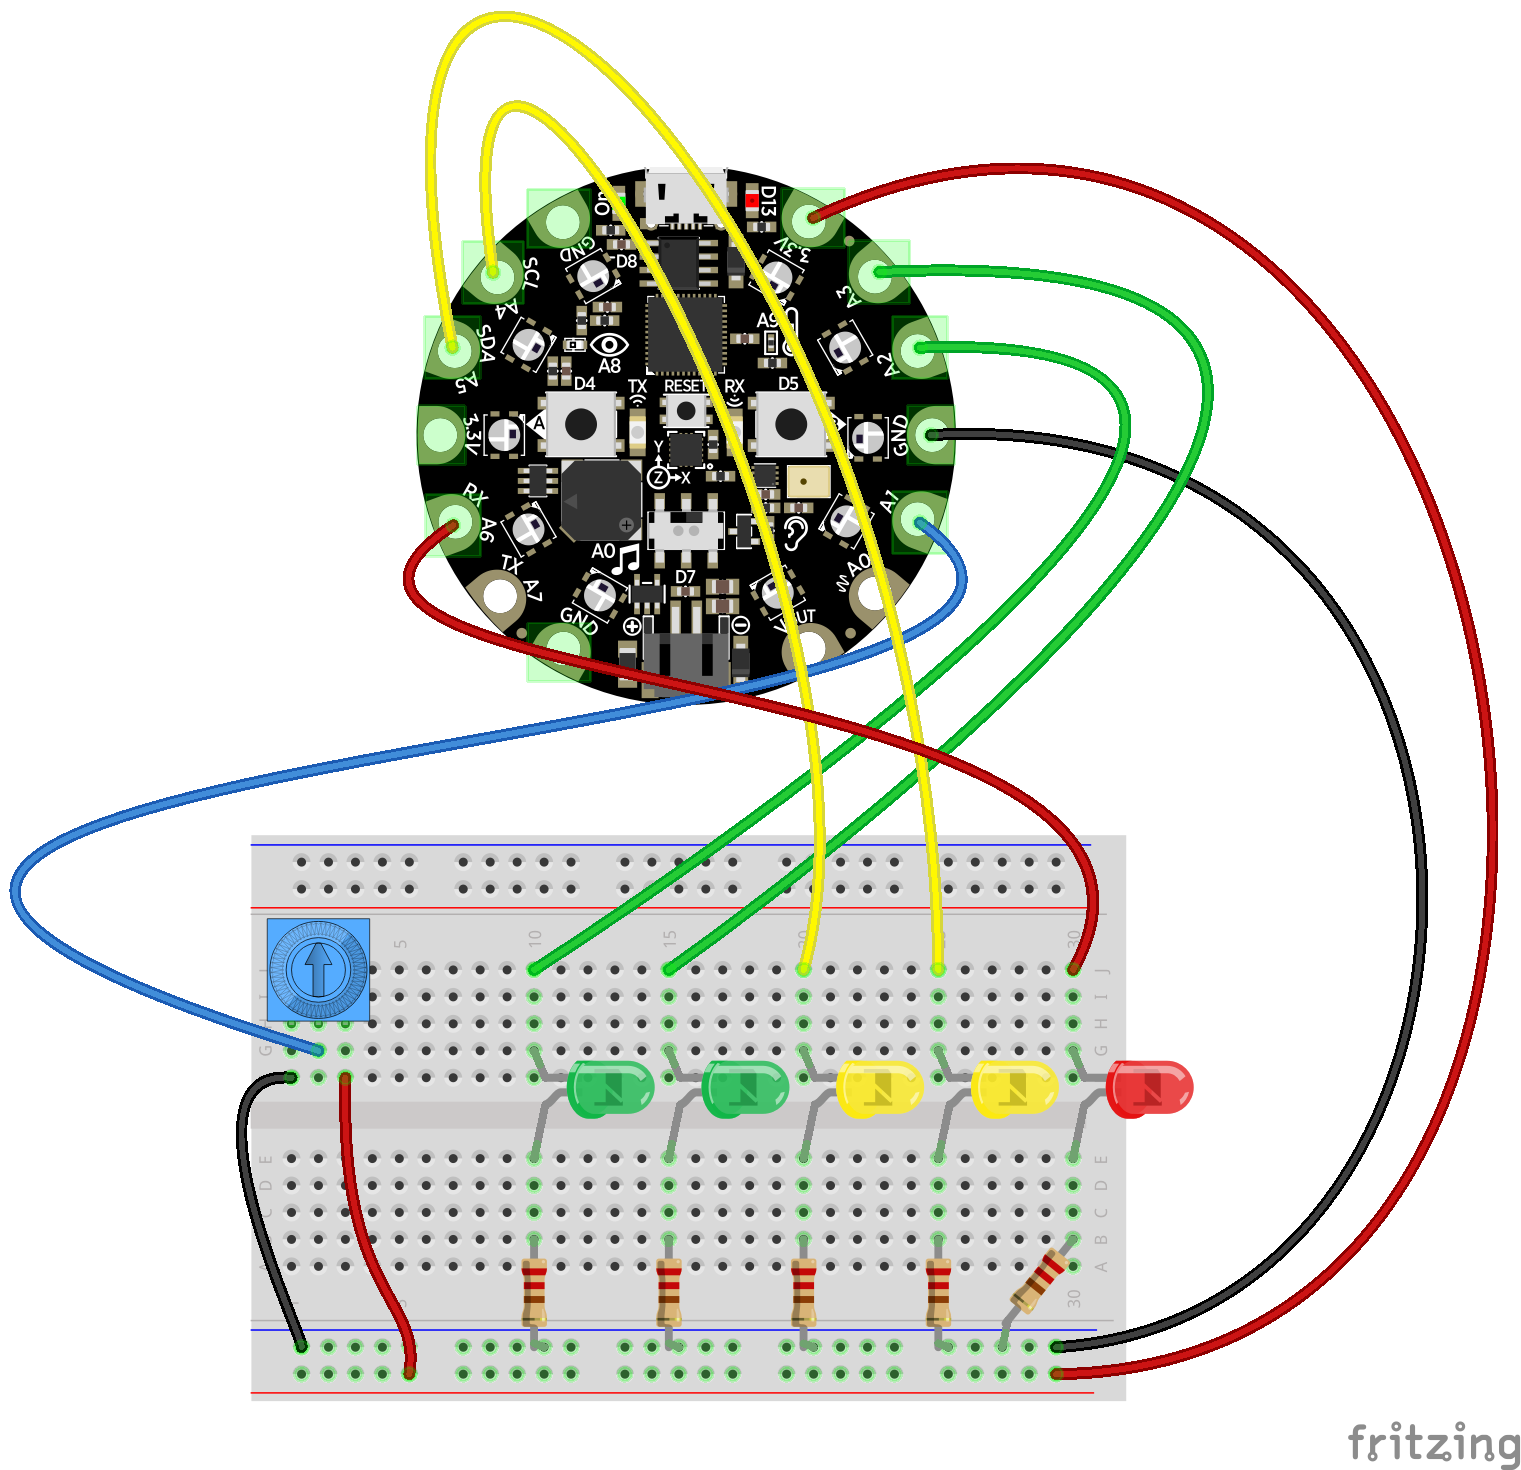 D13
GND
D8
3.3V
SCL
A4
A3
A9
SDA
A5
A8
A2
D4
TX
RESET
RX
D5
3.3V
A
GND
Y
Z
X
RX
A6
A1
A0
TX
A7
D7
A0
GND
VOUT
5
10
15
20
30
J
I
H
G
G
E
E
D
D
C
C
B
A
30
fritzing